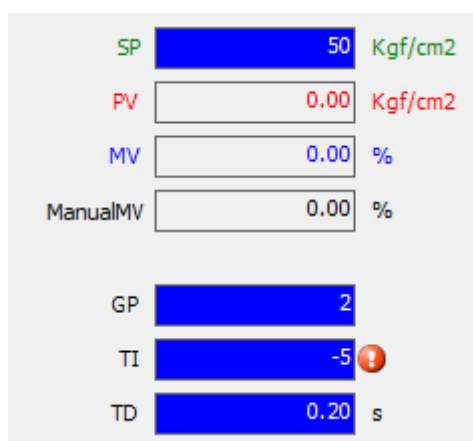 SP 50 Kgf/cm2
PV 0.00 Kgf/cm2
MV 0.00 %
ManualMV 0.00 %
GP 2
TI -5
TD 0.20 s